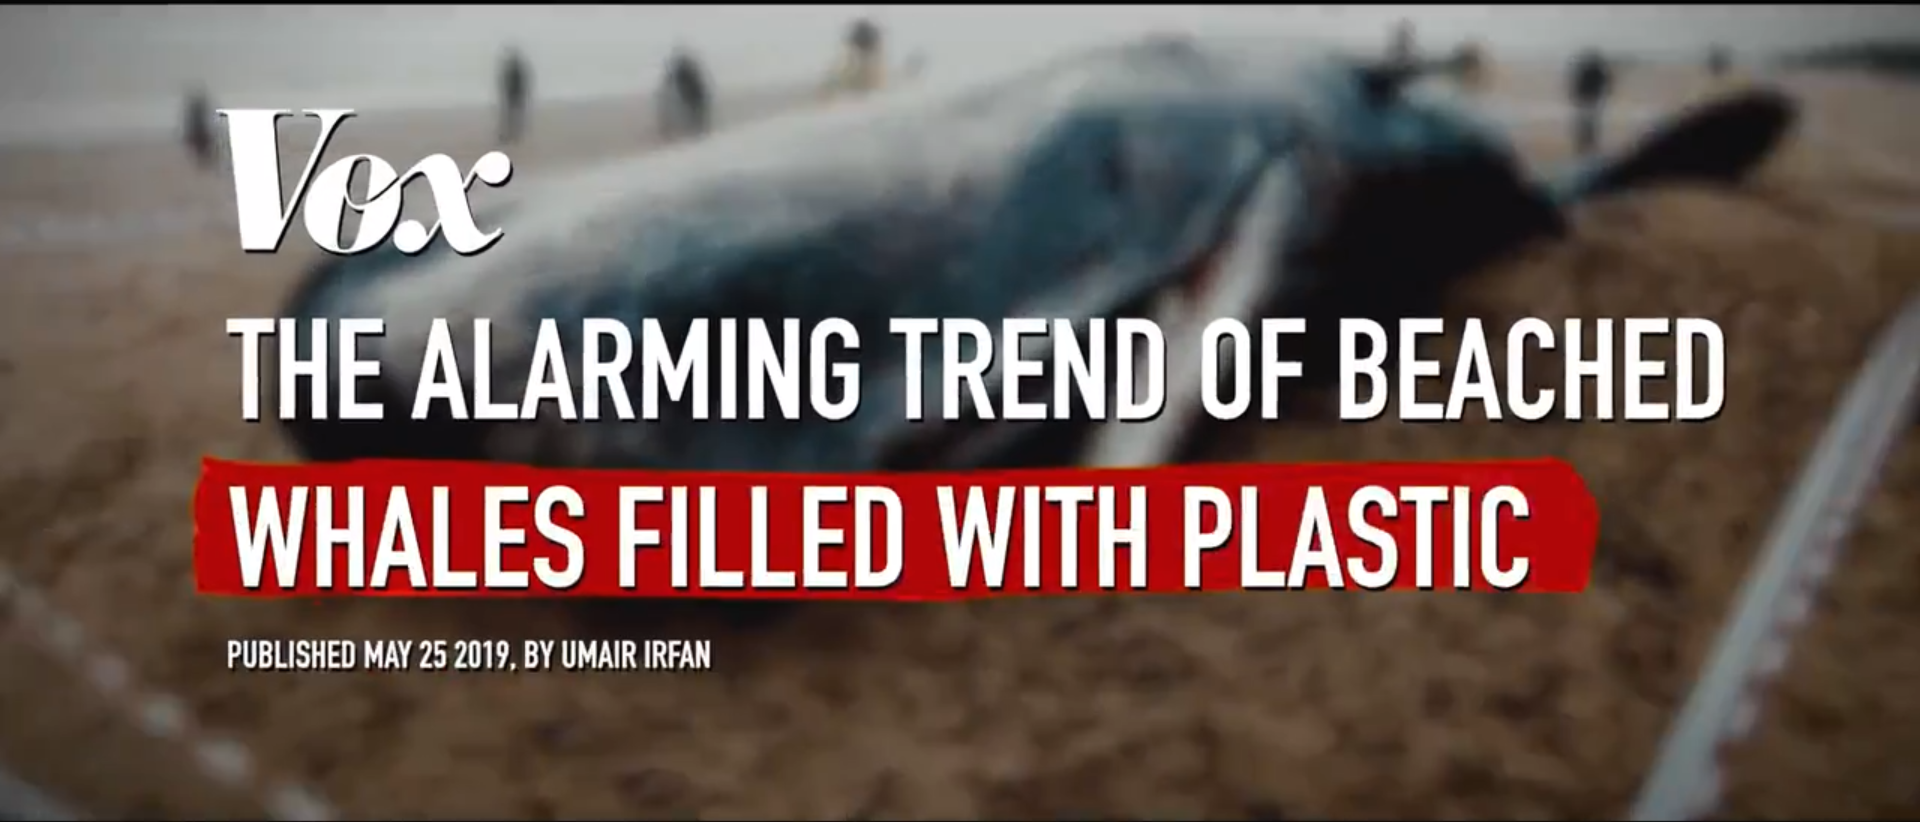 Vox
THE ALARMING TREND OF BEACHED
WHALES FILLED WITH PLASTIC
PUBLISHED MAY 25 2019, BY UMAIR IRFAN